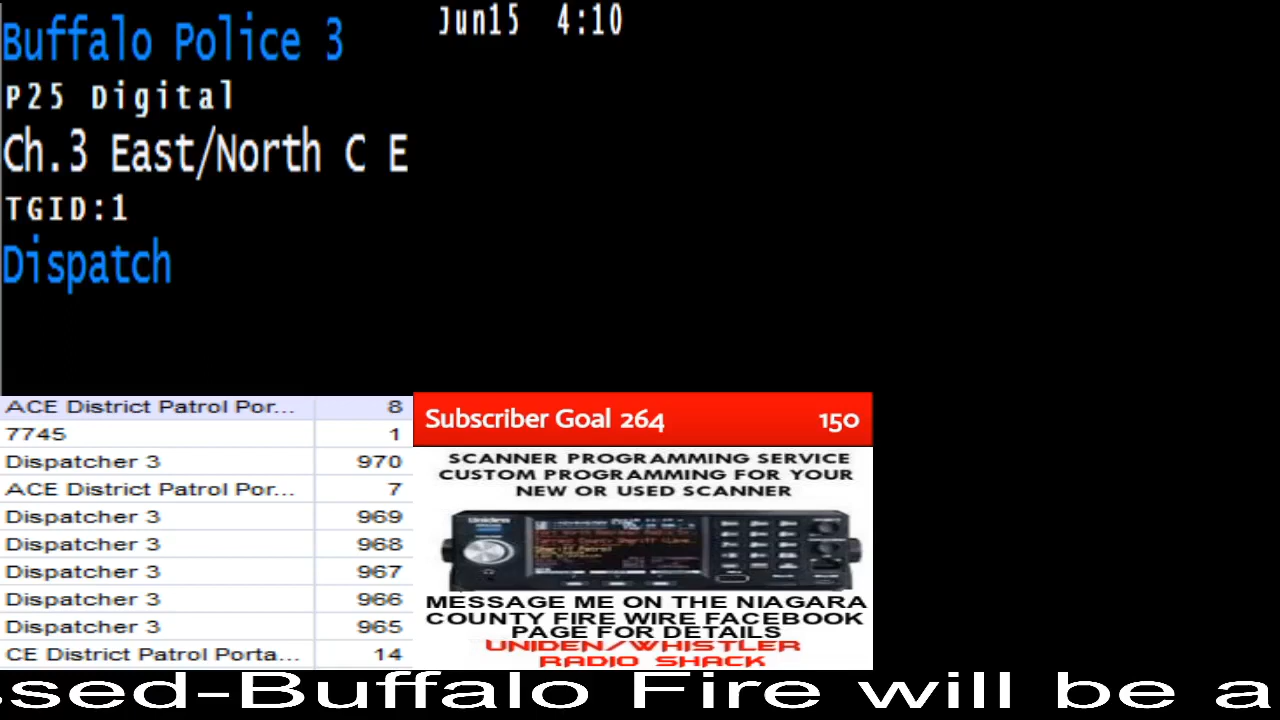 Buffalo Police 3
Jun15 4:10
P25 Digital
Ch.3 East/North C E
TGID:1
Dispatch
ACE District Patrol Por... 8
7745 1
Dispatcher 3 970
ACE District Patrol Por... 7
Dispatcher 3 969
Dispatcher 3 968
Dispatcher 3 967
Dispatcher 3 966
Dispatcher 3 965
CE District Patrol Porta... 14
Subscriber Goal 264 150
SCANNER PROGRAMMING SERVICE
CUSTOM PROGRAMMING FOR YOUR
NEW OR USED SCANNER
Uniden
MESSAGE ME ON THE NIAGARA
COUNTY FIRE WIRE FACEBOOK
PAGE FOR DETAILS
UNIDEN/WHISTLER
RADIO SHACK
ssed-Buffalo Fire will be a